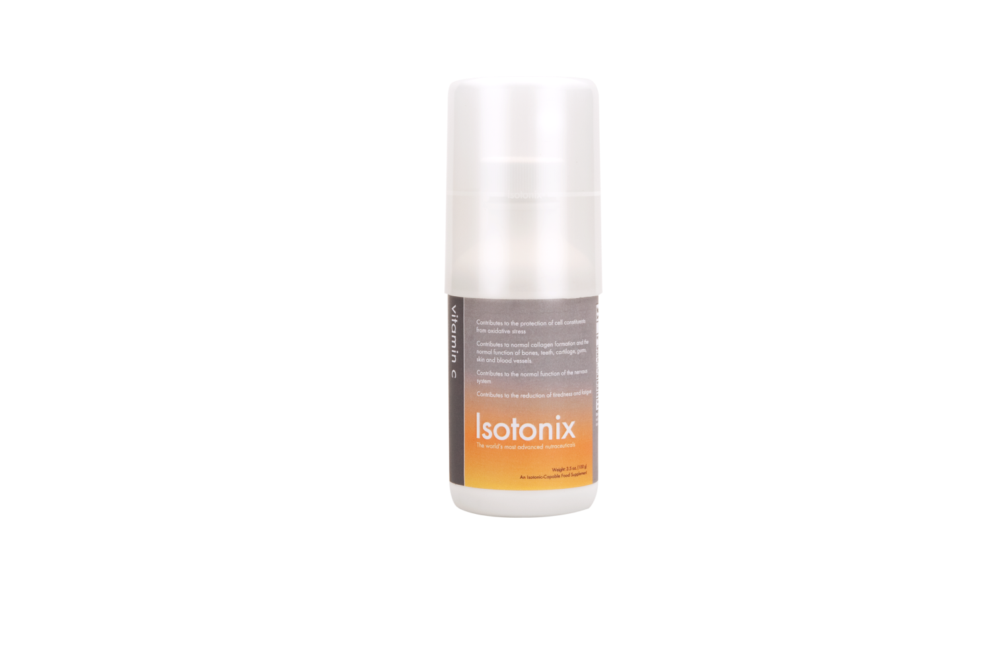 Isotonix
vitamin c
Contributes to the protection of cell constituents
from oxidative stress
Contributes to normal collagen formation and the
normal function of bones, teeth, cartilage, gums,
skin and blood vessels.
Contributes to the normal function of the nervous
system.
Contributes to the reduction of tiredness and fatigue
Isotonix
The world's most advanced nutraceuticals
Weight: 3.5 oz. (100 g)
An Isotonic-Capable Food Supplement